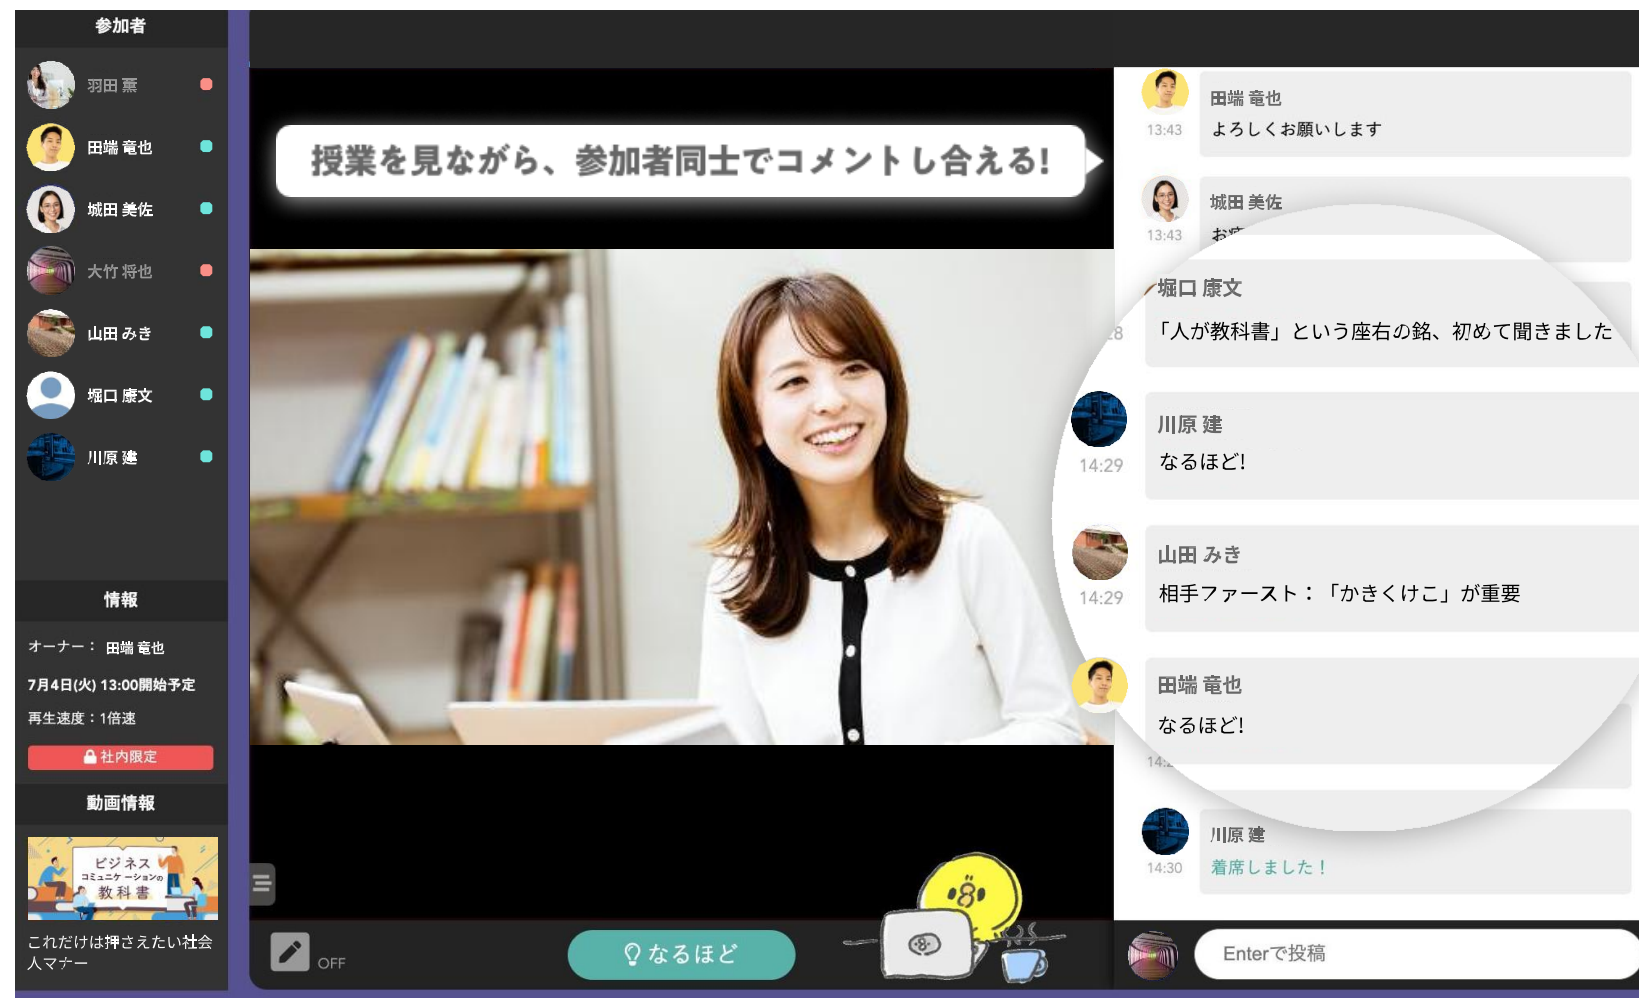 参加者
羽田 薫
田端 竜也
城田 美佐
大竹 将也
山田 みき
堀口 康文
川原 建
情報
オーナー： 田端 竜也
7月4日(火) 13:00開始予定
再生速度：1倍速
社内限定
動画情報
ビジネス
コミュニケーションの
教科書
これだけは押さえたい社会
人マナー
授業を見ながら、参加者同士でコメントし合える!
OFF
なるほど
田端 竜也
13:43
よろしくお願いします
城田 美佐
13:43
堀口 康文
「人が教科書」という座右の銘、初めて聞きました
川原 建
14:29
なるほど!
山田 みき
14:29
相手ファースト：「かきくけこ」が重要
田端 竜也
なるほど!
川原 建
14:30
着席しました！
Enterで投稿